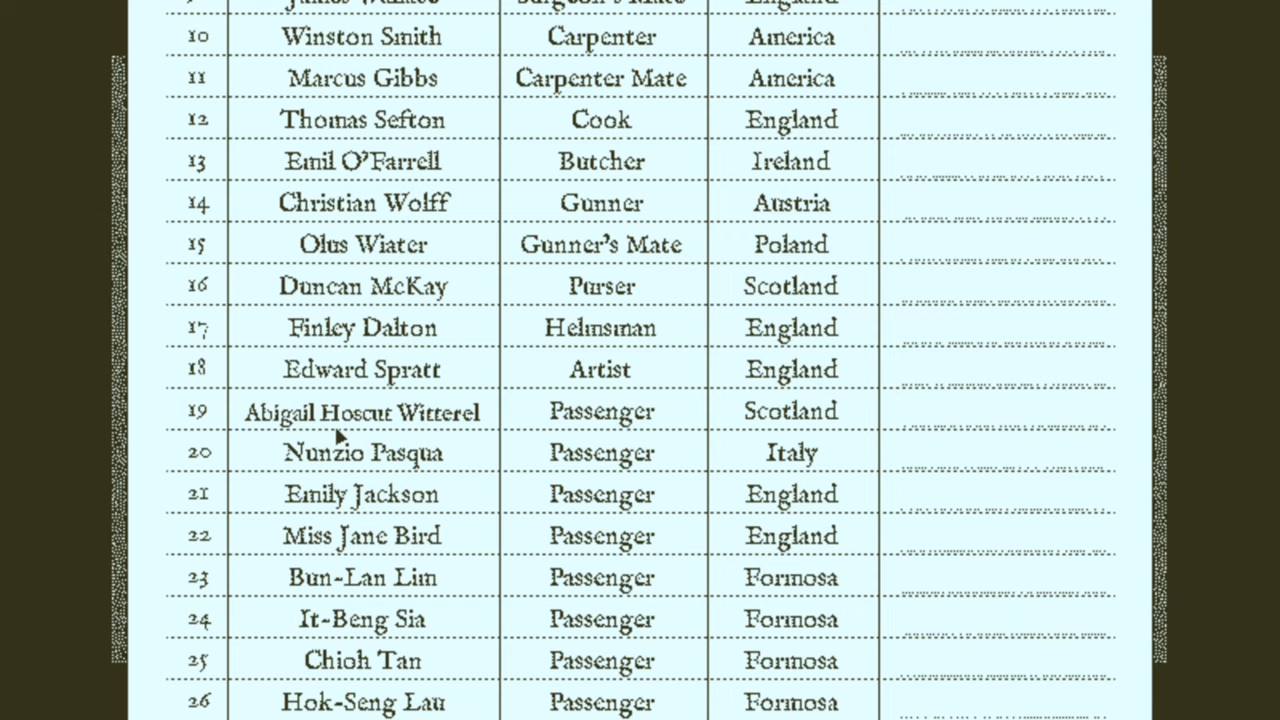 10 Winston Smith Carpenter America
11 Marcus Gibbs Carpenter Mate America
12 Thomas Sefton Cook England
13 Emil O'Farrell Butcher Ireland
14 Christian Wolff Gunner Austria
15 Olus Wiater Gunner's Mate Poland
16 Duncan McKay Purser Scotland
17 Finley Dalton Helmsman England
18 Edward Spratt Artist England
19 Abigail Hoscut Witterel Passenger Scotland
20 Nunzio Pasqua Passenger Italy
21 Emily Jackson Passenger England
22 Miss Jane Bird Passenger England
23 Bun-Lan Lim Passenger Formosa
24 It-Beng Sia Passenger Formosa
25 Chioh Tan Passenger Formosa
26 Hok-Seng Lau Passenger Formosa